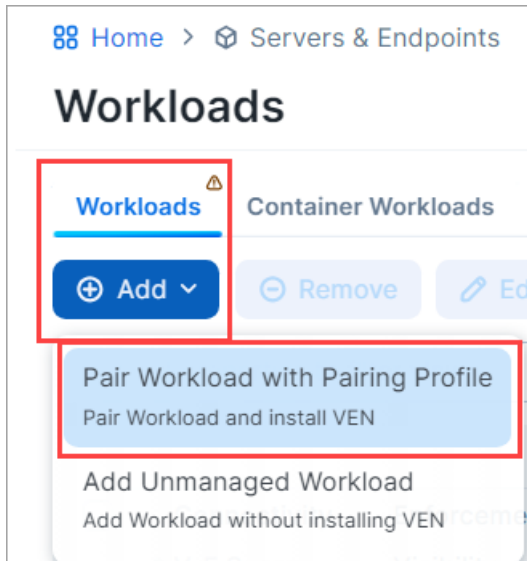 Home > Servers & Endpoints
Workloads
Workloads Container Workloads
Add Remove Ed
Pair Workload with Pairing Profile
Pair Workload and install VEN
Add Unmanaged Workload
Add Workload without installing VEN